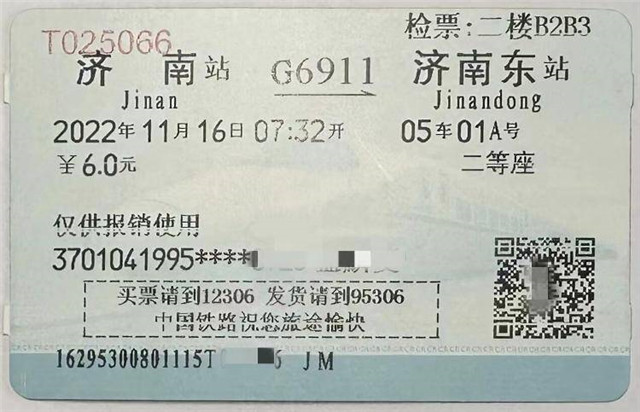 检票：二楼B2B3
T025066
济南站 G6911 济南东站
Jinan Jinandong
2022年11月16日07:32开 05车01A号
￥6.0元 二等座
仅供报销使用
3701041995****
买票请到12306 发货请到95306
中国铁路祝您旅途愉快
16295300801115T 6 JM